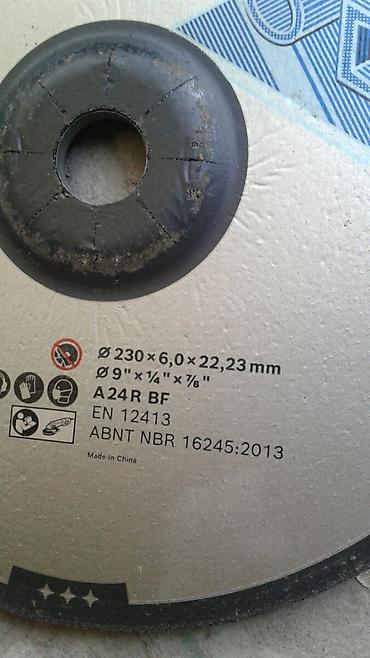 Ø 230×6,0×22,23 mm
Ø 9"×¼"×⅞"
A 24 R BF
EN 12413
ABNT NBR 16245:2013
Made in China